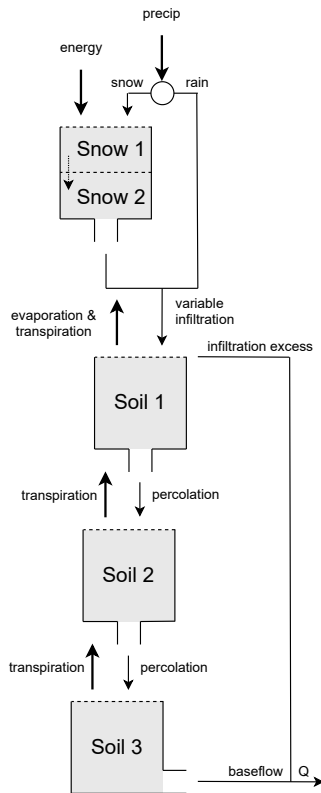 precip
energy
snow
rain
Snow 1
Snow 2
evaporation &
transpiration
variable
infiltration
infiltration excess
Soil 1
transpiration
percolation
Soil 2
transpiration
percolation
Soil 3
baseflow
Q